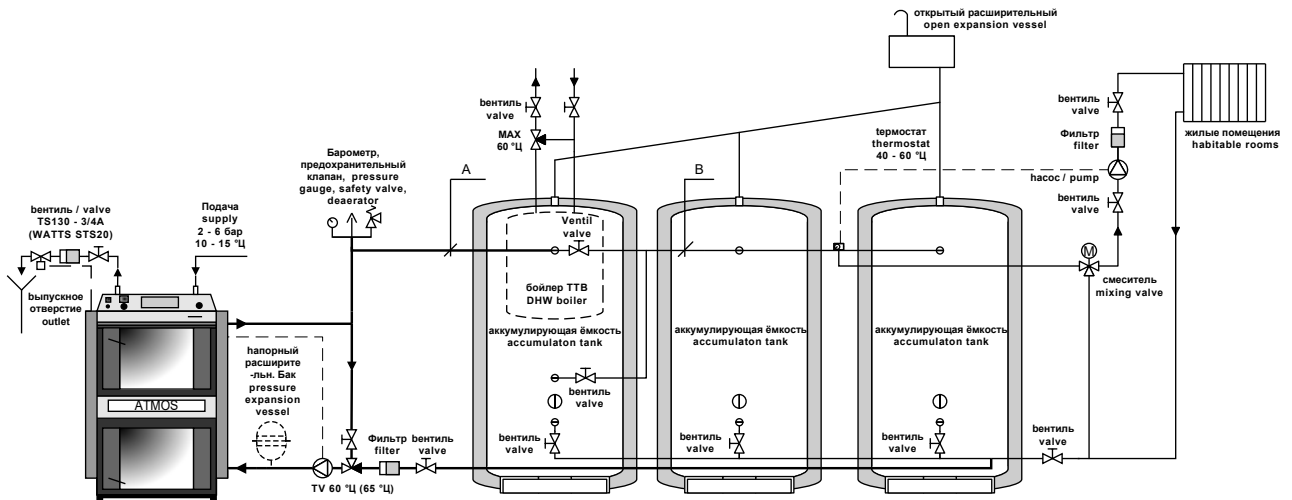 открытый расширительный
open expansion vessel
вентиль
valve
MAX
60 °Ц
вентиль
valve
Фильтр
filter
жилые помещения
habitable rooms
tермостат
thermostat
40 - 60 °Ц
hасос / pump
вентиль
valve
Барометр,
предохранительный
клапан, pressure
gauge, safety valve,
deaerator
A
B
вентиль / valve
TS130 - 3/4A
(WATTS STS20)
Подача
supply
2 - 6 бар
10 - 15 °Ц
Ventil
valve
M
смеситель
mixing valve
бойлер ТТВ
DHW boiler
выпускное
отверстие
outlet
аккумулирующая ёмкость
accumulaton tank
аккумулирующая ёмкость
accumulaton tank
аккумулирующая ёмкость
accumulaton tank
hапорный
расширите
-льн. Бак
pressure
expansion
vessel
вентиль
valve
ATMOS
Фильтр
filter
вентиль
valve
вентиль
valve
вентиль
valve
вентиль
valve
вентиль
valve
TV 60 °Ц (65 °Ц)